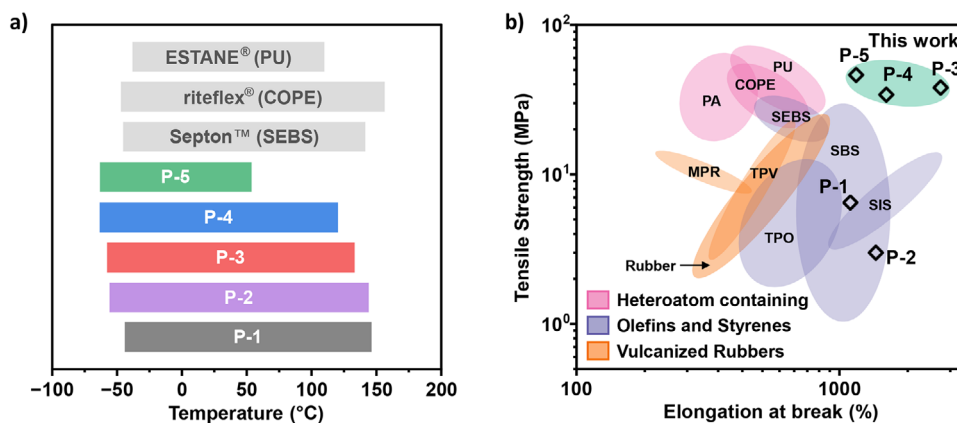 a)
ESTANE® (PU)
riteflex® (COPE)
Septon™ (SEBS)
P-5
P-4
P-3
P-2
P-1
−100 −50 0 50 100 150 200
Temperature (°C)
b)
Tensile Strength (MPa)
10²
10¹
10⁰
This work
P-5
P-4
P-3
PU
COPE
PA
SEBS
SBS
MPR
TPV
P-1
SIS
TPO
P-2
Rubber
Heteroatom containing
Olefins and Styrenes
Vulcanized Rubbers
100 1000
Elongation at break (%)